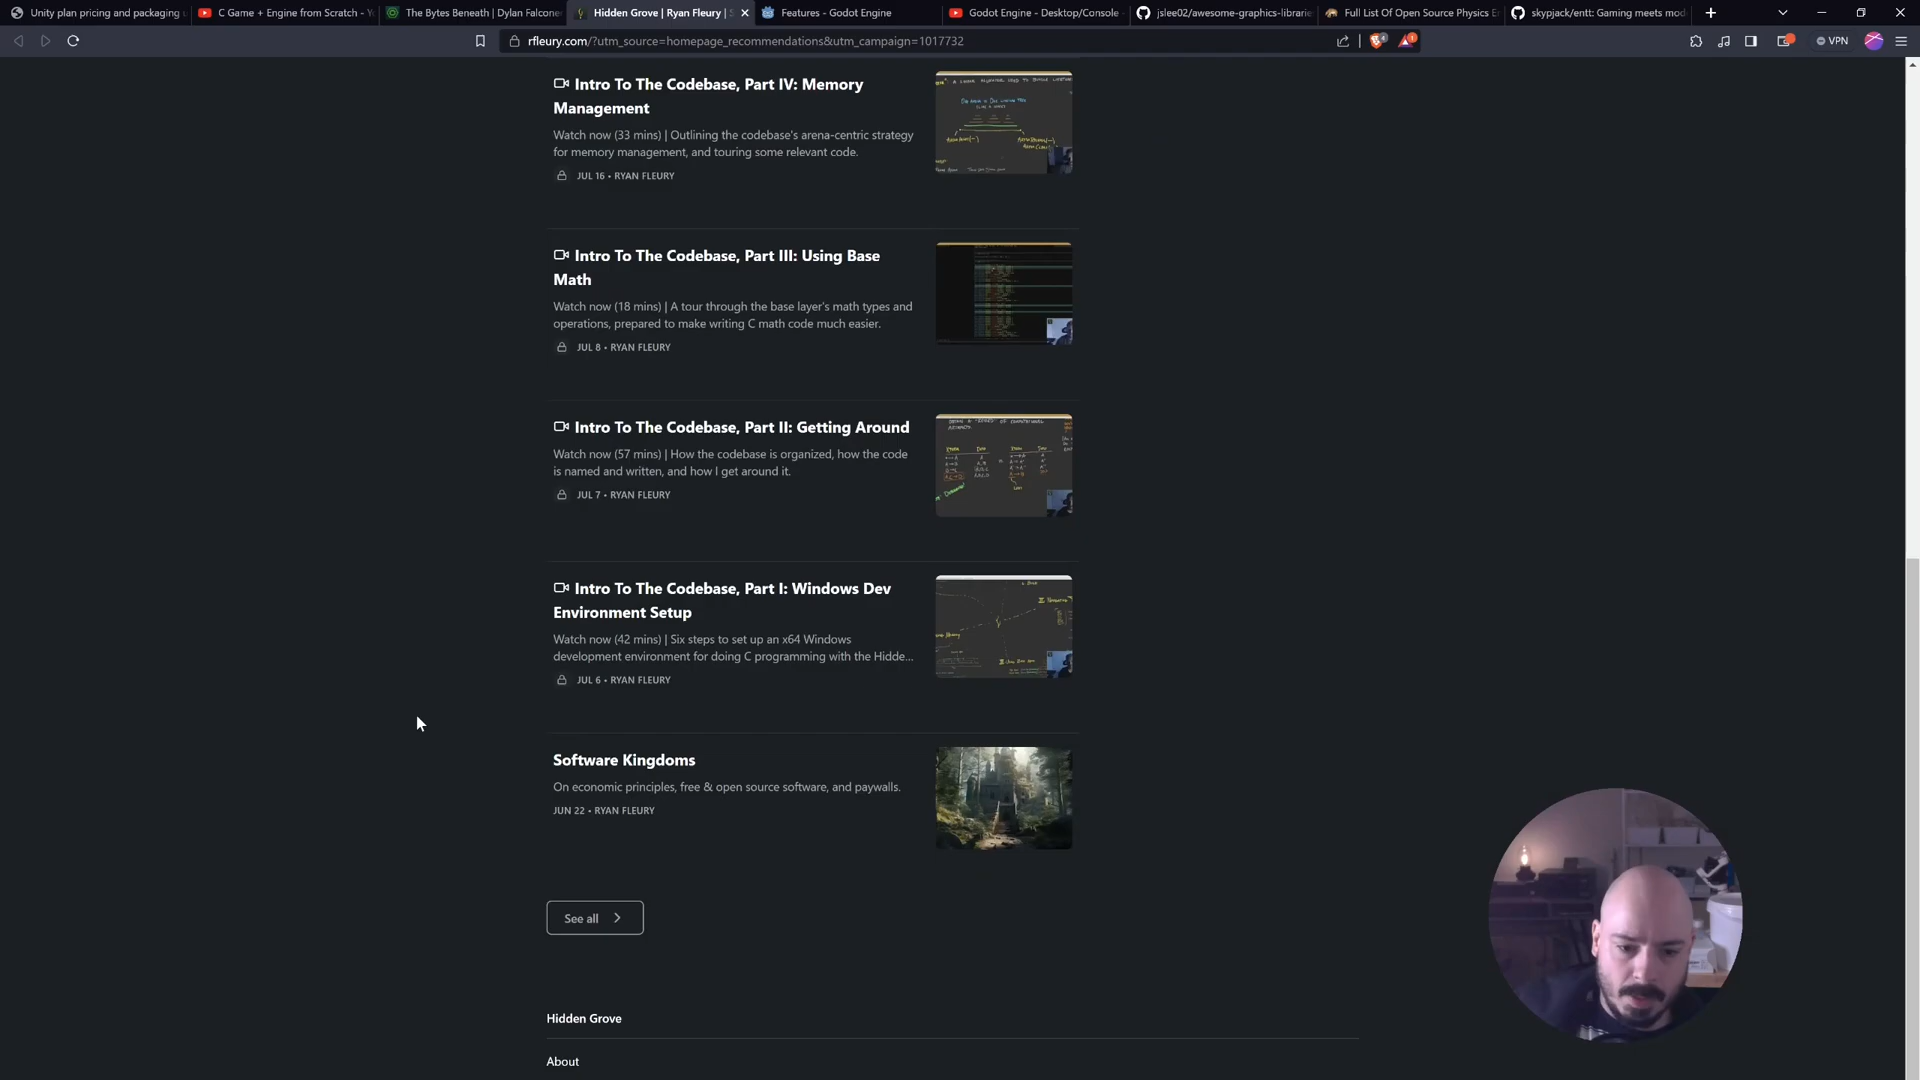 Unity plan pricing and packaging
C Game + Engine from Scratch - Y
The Bytes Beneath | Dylan Falconer
Hidden Grove | Ryan Fleury | S
Features - Godot Engine
Godot Engine - Desktop/Console
jslee02/awesome-graphics-librarie
Full List Of Open Source Physics E
skypjack/entt: Gaming meets mod
rfleury.com/?utm_source=homepage_recommendations&utm_campaign=1017732
VPN
Intro To The Codebase, Part IV: Memory
Management
Watch now (33 mins) | Outlining the codebase's arena-centric strategy
for memory management, and touring some relevant code.
JUL 16 • RYAN FLEURY
Intro To The Codebase, Part III: Using Base
Math
Watch now (18 mins) | A tour through the base layer's math types and
operations, prepared to make writing C math code much easier.
JUL 8 • RYAN FLEURY
Intro To The Codebase, Part II: Getting Around
Watch now (57 mins) | How the codebase is organized, how the code
is named and written, and how I get around it.
JUL 7 • RYAN FLEURY
Intro To The Codebase, Part I: Windows Dev
Environment Setup
Watch now (42 mins) | Six steps to set up an x64 Windows
development environment for doing C programming with the Hidde...
JUL 6 • RYAN FLEURY
Software Kingdoms
On economic principles, free & open source software, and paywalls.
JUN 22 • RYAN FLEURY
See all
Hidden Grove
About